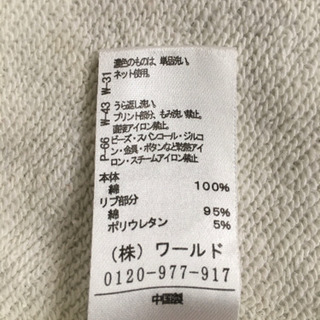 濃色のものは、単品洗い。
ネット使用。
うら返し洗い。
プリント部分、もみ洗い禁止。
直接アイロン禁止。
ビーズ・スパンコール・ジルコ
ン・金具・ボタンなど熱アイ
ロン・スチームアイロン禁止。
P-66 W-43 W-31
本体
綿 100%
リブ部分
綿 95%
ポリウレタン 5%
(株) ワールド
0120-977-917
中国製